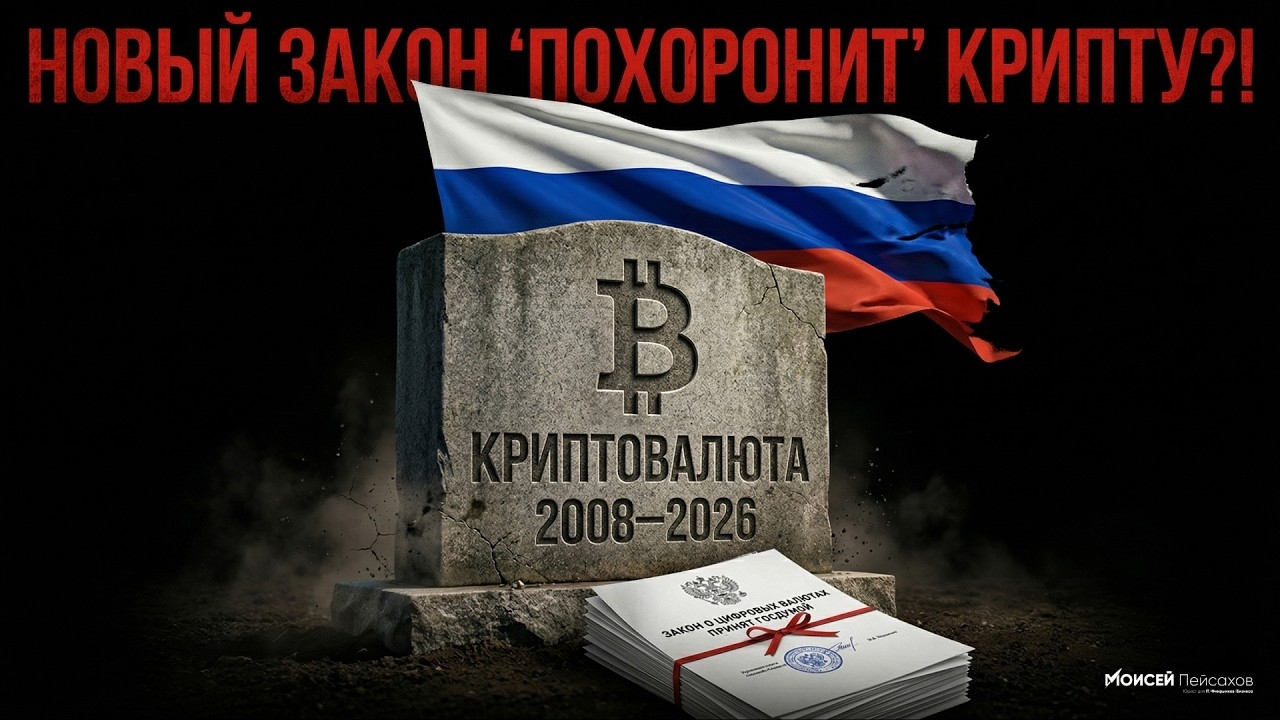 НОВЫЙ ЗАКОН ‘ПОХОРОНИТ’ КРИПТУ?!
КРИПТОВАЛЮТА
2008–2026
ЗАКОН О ЦИФРОВЫХ ВАЛЮТАХ
ПРИНЯТ ГОСДУМОЙ
МОИСЕЙ Пейсахов